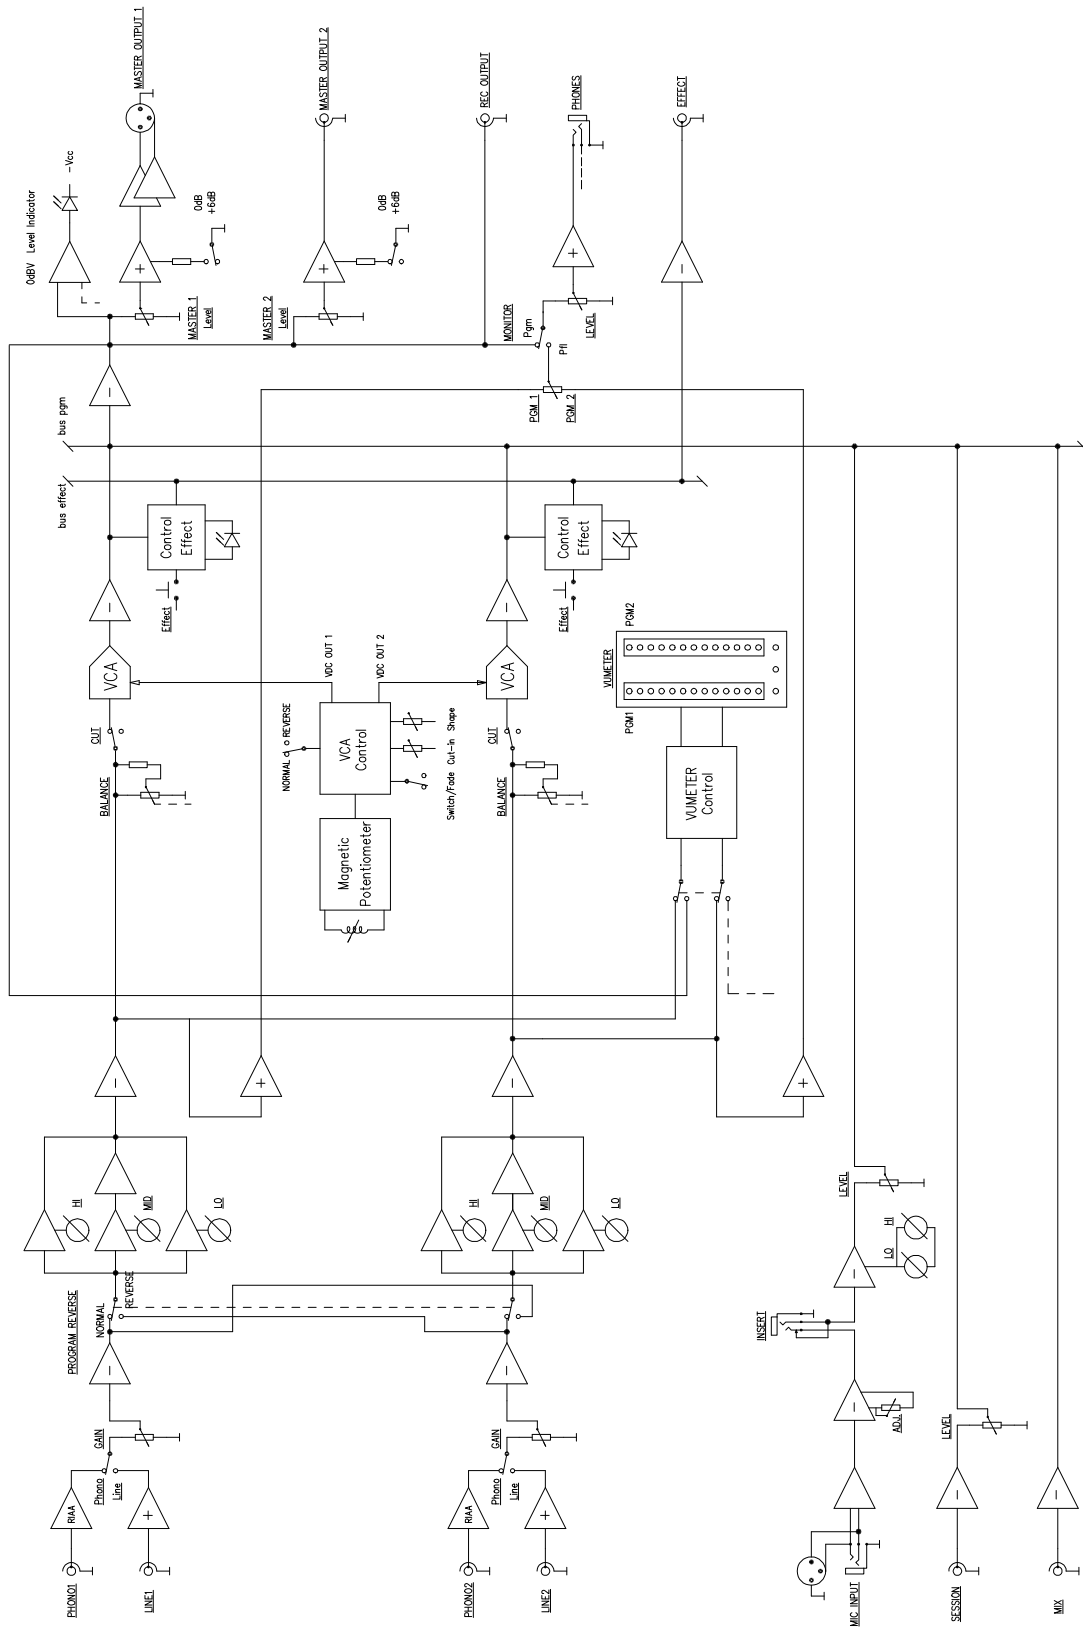 MASTER OUTPUT 1
0dBV Level Indicator
-Vcc
0dB
+6dB
MASTER 1
Level
MASTER OUTPUT 2
0dB
+6dB
MASTER 2
Level
REC OUTPUT
PHONES
MONITOR
Pgm
Pfl
LEVEL
PGM 1
PGM 2
EFFECT
bus pgm
bus effect
Control
Effect
Effect
VCA
CUT
BALANCE
VDC OUT 1
VDC OUT 2
NORMAL
REVERSE
VCA
Control
Switch/Fade
Cut-in Shape
Magnetic
Potentiometer
Control
Effect
Effect
VCA
CUT
BALANCE
VUMETER
PGM1
PGM2
VUMETER
Control
HI
MID
LO
PROGRAM REVERSE
NORMAL
REVERSE
GAIN
Phono
Line
RIAA
PHONO1
LINE1
HI
MID
LO
GAIN
Phono
Line
RIAA
PHONO2
LINE2
LEVEL
LO
HI
INSERT
ADJ.
MIC INPUT
LEVEL
SESSION
MIX